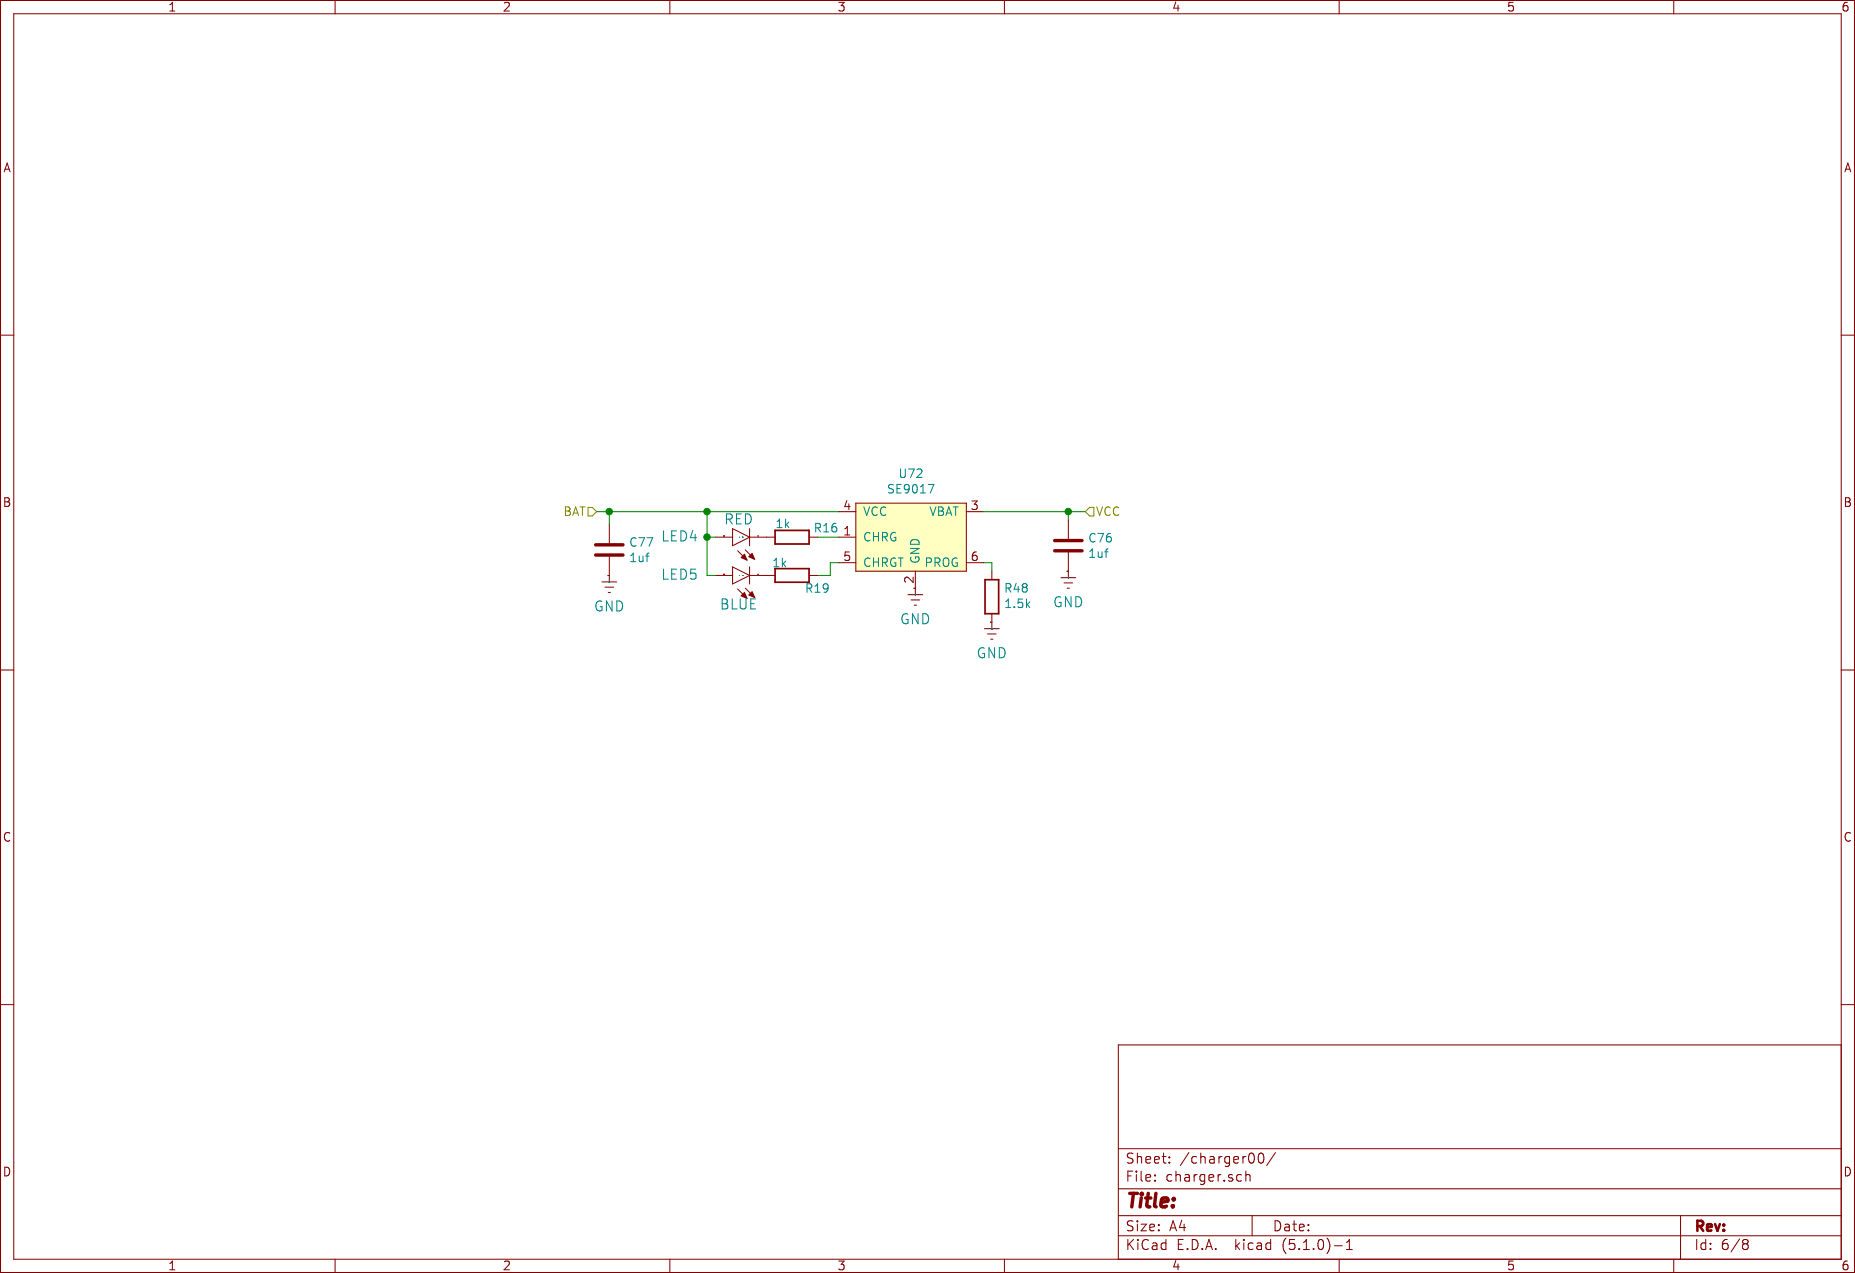 1 2 3 4 5 6
A A
U72
SE9017
B B
BAT 4 VCC VBAT 3 VCC
RED
1k R16
LED4 1 CHRG
C77
1uf
C76
1uf
GND
1k
5 CHRGT PROG 6
LED5
R19
2
R48
1.5k
BLUE
GND GND GND
GND
C C
Sheet: /charger00/
File: charger.sch
D D
Title:
Size: A4 Date: Rev:
KiCad E.D.A. kicad (5.1.0)-1 Id: 6/8
1 2 3 4 5 6